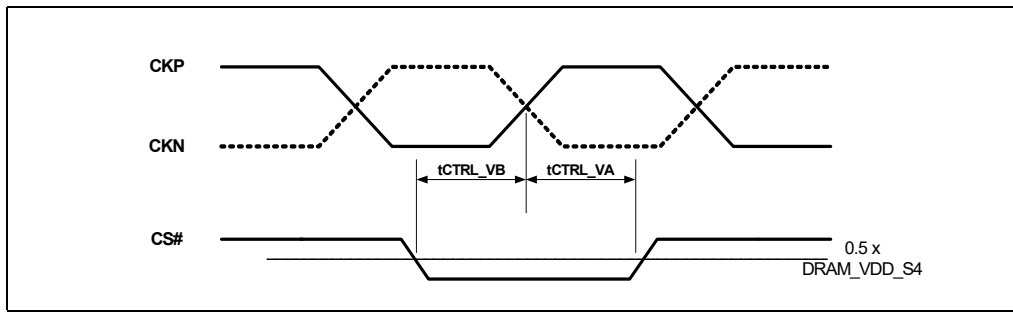 CKP
CKN
tCTRL_VB
tCTRL_VA
CS#
0.5 x
DRAM_VDD_S4